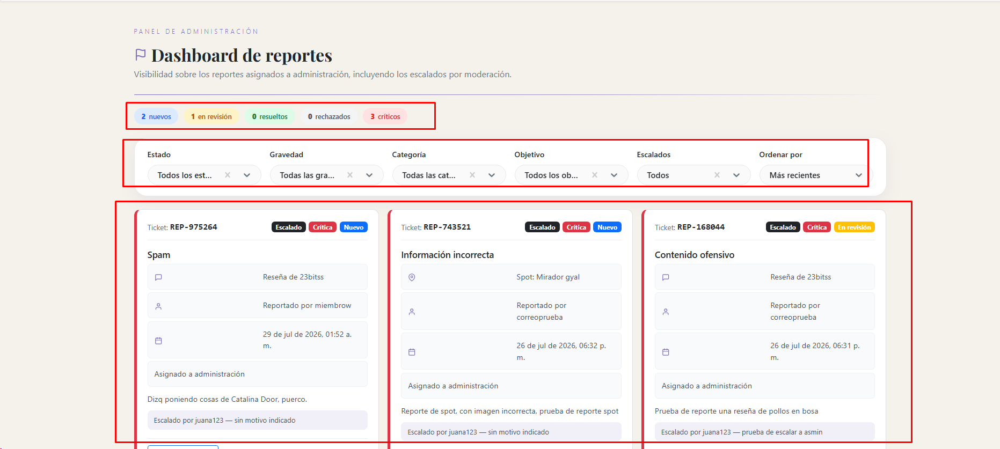 PANEL DE ADMINISTRACIÓN
Dashboard de reportes
Visibilidad sobre los reportes asignados a administración, incluyendo los escalados por moderación.
2 nuevos
1 en revisión
0 resueltos
0 rechazados
3 críticos
Estado
Todos los est...
Gravedad
Todas las gra...
Categoría
Todas las cat...
Objetivo
Todos los ob...
Escalados
Todos
Ordenar por
Más recientes
Ticket: REP-975264
Escalado
Crítica
Nuevo
Spam
Reseña de 23bitss
Reportado por miembrow
29 de jul de 2026, 01:52 a.
m.
Asignado a administración
Dizq poniendo cosas de Catalina Door, puerco.
Escalado por juana123 — sin motivo indicado
Ticket: REP-743521
Escalado
Crítica
Nuevo
Información incorrecta
Spot: Mirador gyal
Reportado por
correoprueba
26 de jul de 2026, 06:32 p.
m.
Asignado a administración
Reporte de spot, con imagen incorrecta, prueba de reporte spot
Escalado por juana123 — sin motivo indicado
Ticket: REP-168044
Escalado
Crítica
En revisión
Contenido ofensivo
Reseña de 23bitss
Reportado por
correoprueba
26 de jul de 2026, 06:31 p.
m.
Asignado a administración
Prueba de reporte una reseña de pollos en bosa
Escalado por juana123 — prueba de escalar a asmin